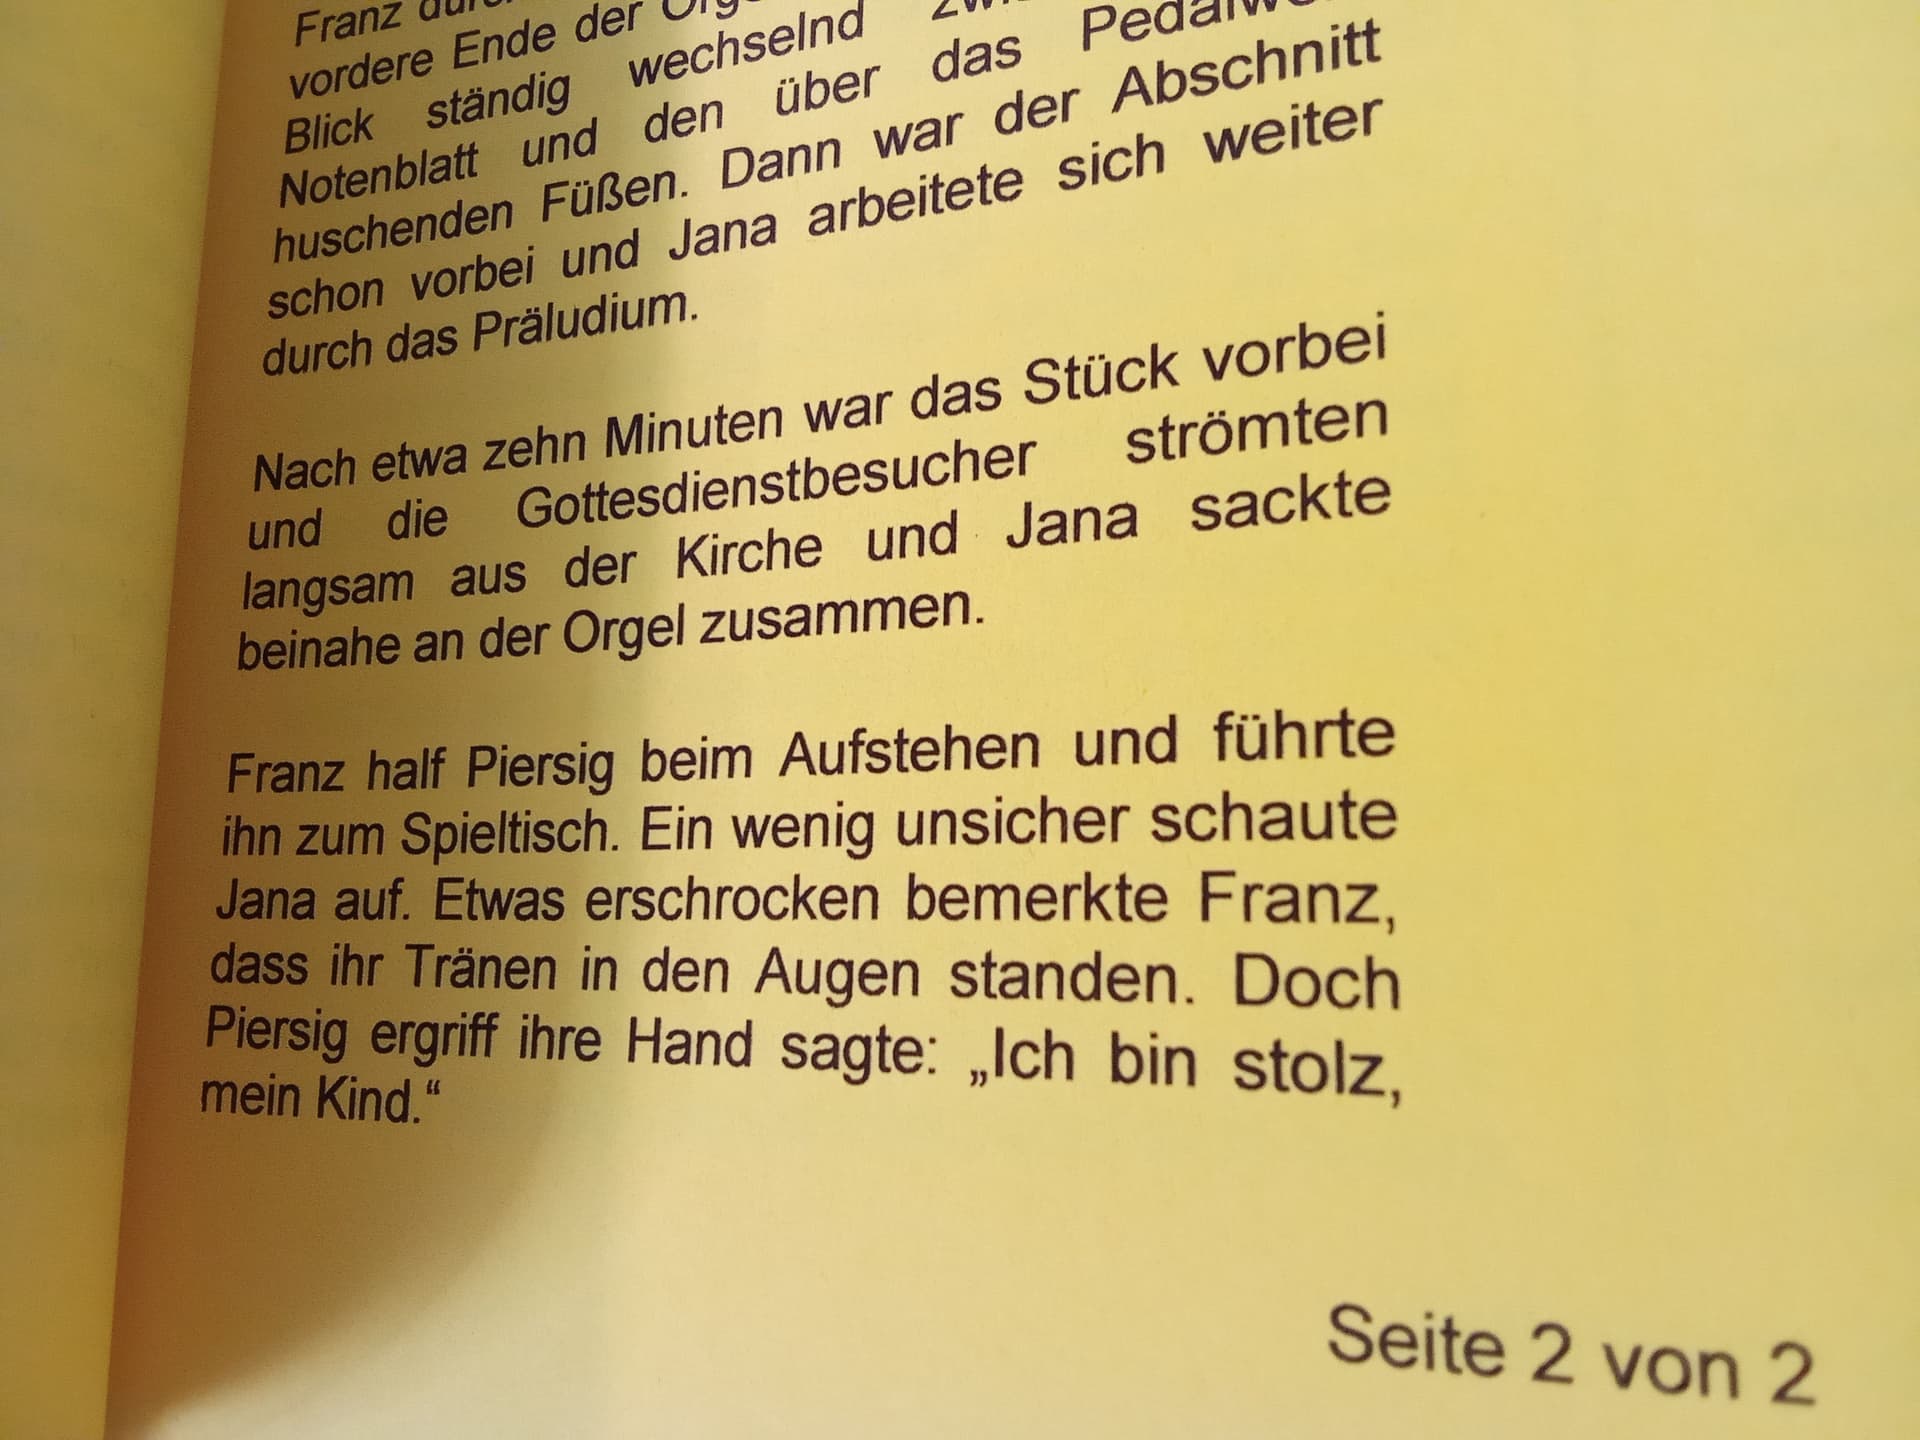 Franz
vordere Ende der
Blick ständig wechselnd
Notenblatt und den über das
huschenden Füßen. Dann war der Abschnitt
schon vorbei und Jana arbeitete sich weiter
durch das Präludium.
Nach etwa zehn Minuten war das Stück vorbei
und die Gottesdienstbesucher strömten
langsam aus der Kirche und Jana sackte
beinahe an der Orgel zusammen.
Franz half Piersig beim Aufstehen und führte
ihn zum Spieltisch. Ein wenig unsicher schaute
Jana auf. Etwas erschrocken bemerkte Franz,
dass ihr Tränen in den Augen standen. Doch
Piersig ergriff ihre Hand sagte: „Ich bin stolz,
mein Kind.“
Seite 2 von 2